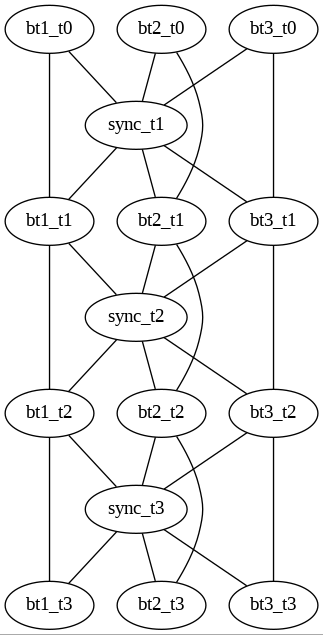 bt1_t0 bt2_t0 bt3_t0
sync_t1
bt1_t1 bt2_t1 bt3_t1
sync_t2
bt1_t2 bt2_t2 bt3_t2
sync_t3
bt1_t3 bt2_t3 bt3_t3